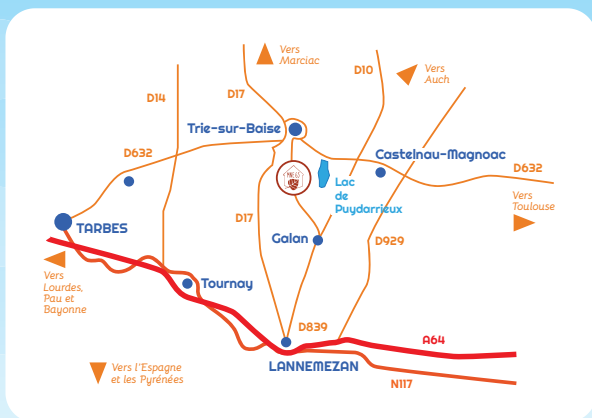 Vers
Marciac
D10
Vers
Auch
D14
D17
Trie-sur-Baise
D632
Castelnau-Magnoac
D632
Lac
de
Puydarrieux
Vers
Toulouse
D17
TARBES
Galan
D929
Vers
Lourdes,
Pau et
Bayonne
Tournay
D839
A64
LANNEMEZAN
Vers l'Espagne
et les Pyrénées
N117